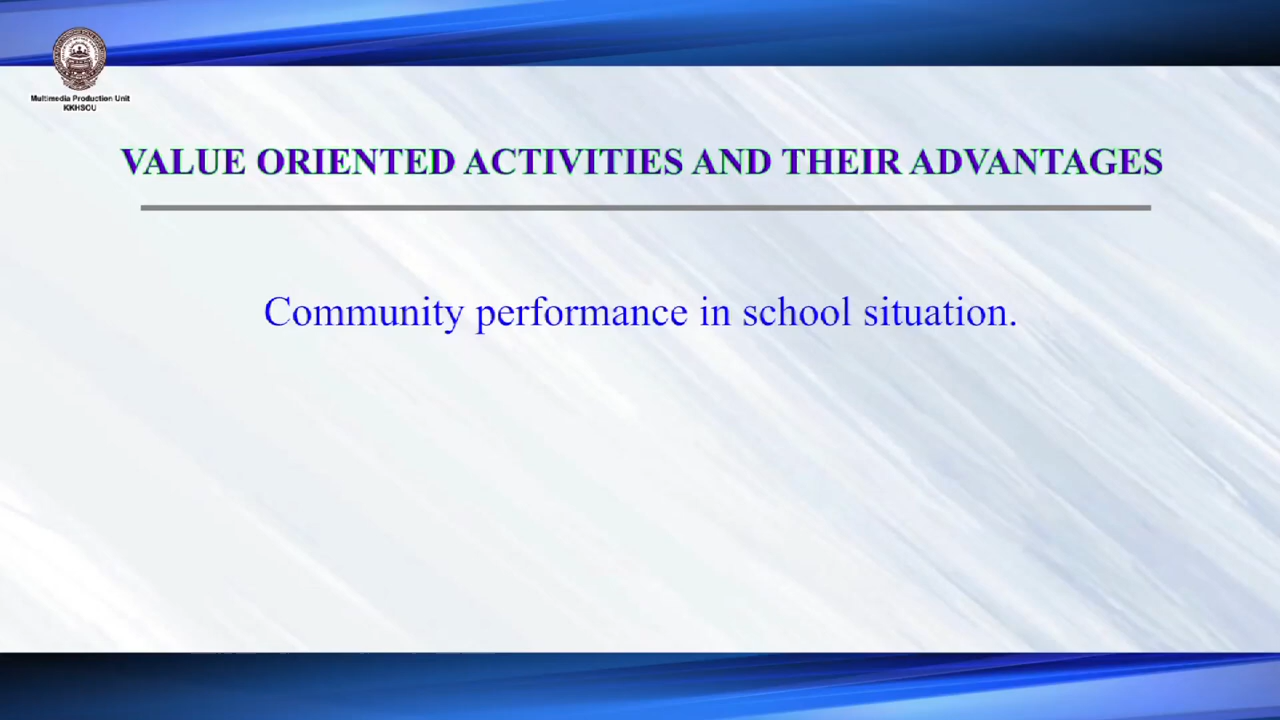 Multimedia Production Unit
KKHSOU
VALUE ORIENTED ACTIVITIES AND THEIR ADVANTAGES
Community performance in school situation.